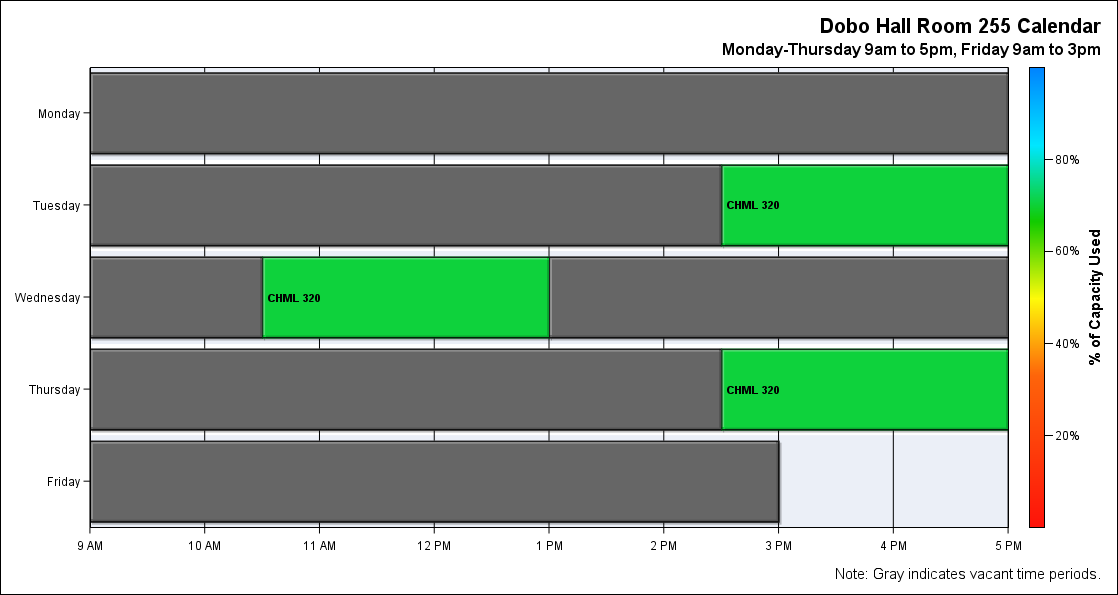 Dobo Hall Room 255 Calendar
Monday-Thursday 9am to 5pm, Friday 9am to 3pm
Monday
Tuesday
CHML 320
Wednesday
CHML 320
Thursday
CHML 320
Friday
9 AM 10 AM 11 AM 12 PM 1 PM 2 PM 3 PM 4 PM 5 PM
80%
60%
40%
20%
% of Capacity Used
Note: Gray indicates vacant time periods.